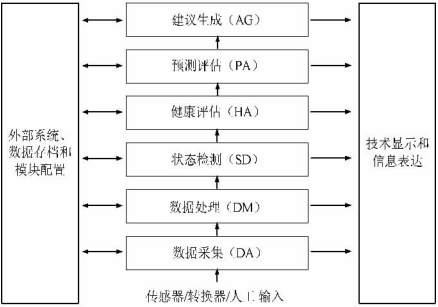 建议生成（AG）
预测评估（PA）
健康评估（HA）
状态检测（SD）
数据处理（DM）
数据采集（DA）
传感器/转换器/人工输入
外部系统、
数据存档和
模块配置
技术显示和
信息表达